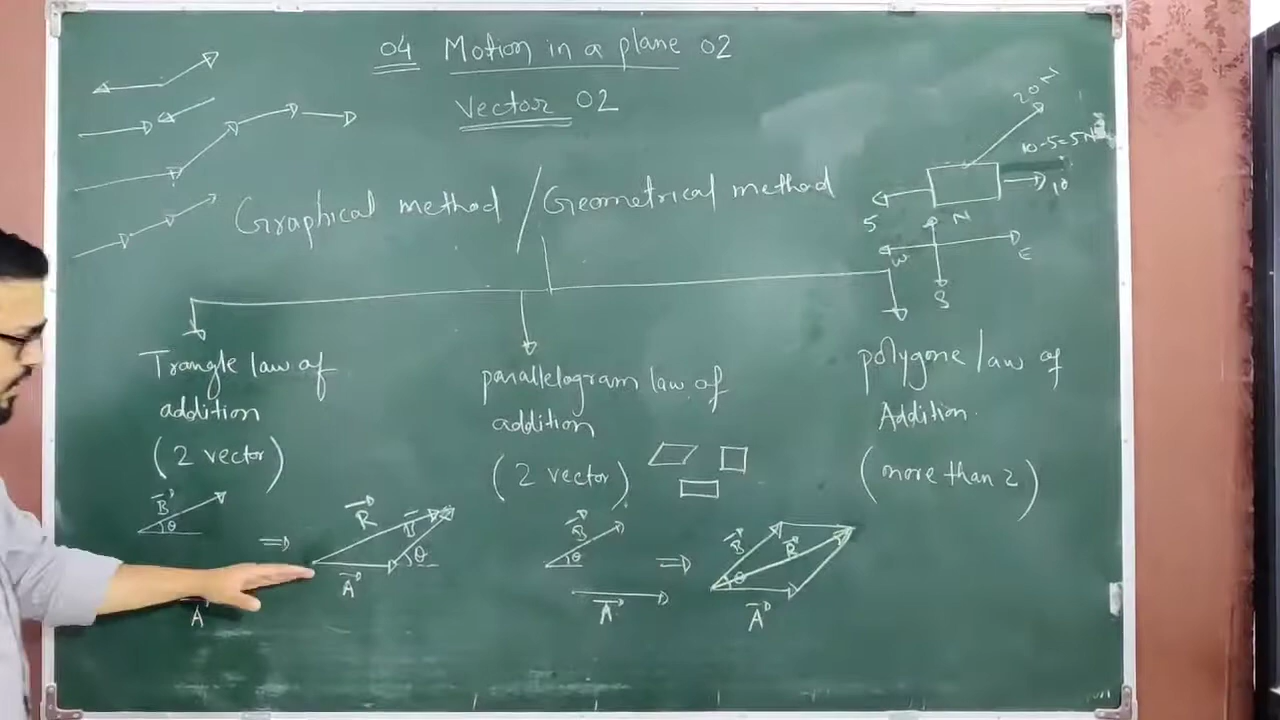 04 Motion in a plane 02
Vector 02
Graphical method / Geometrical method
20 N
10-5=5N
10
5
N
W
E
S
Trangle law of
addition
(2 vector)
parallelogram law of
addition
(2 vector)
polygone law of
Addition.
(more than 2)
B θ
A
⇒
R B θ
A
B θ
A
⇒
B R θ
A